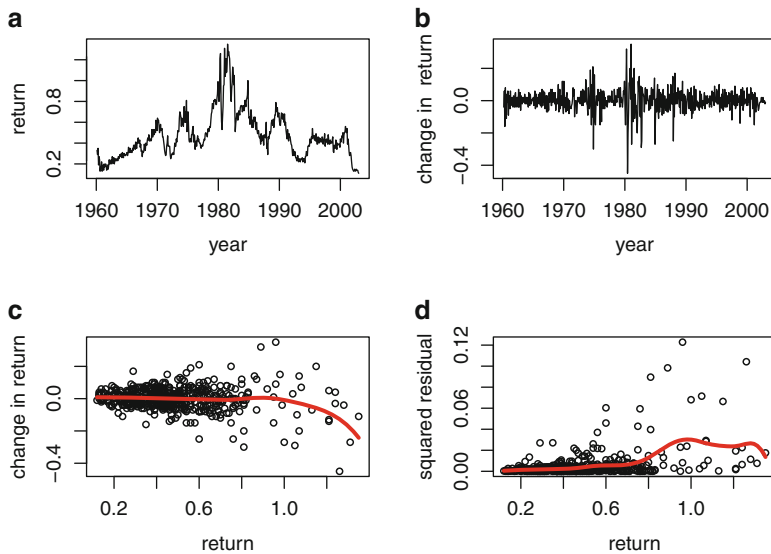 a
return
0.2 0.8
1960 1970 1980 1990 2000
year
b
change in return
−0.4 0.0
1960 1970 1980 1990 2000
year
c
change in return
−0.4 0.0
0.2 0.6 1.0
return
d
squared residual
0.00 0.06 0.12
0.2 0.6 1.0
return